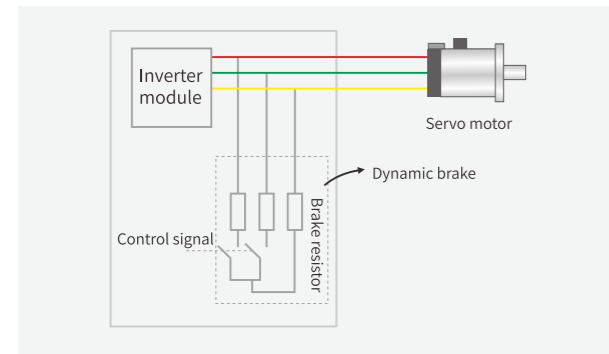 Inverter
module
Servo motor
Dynamic brake
Control signal
Brake resistor